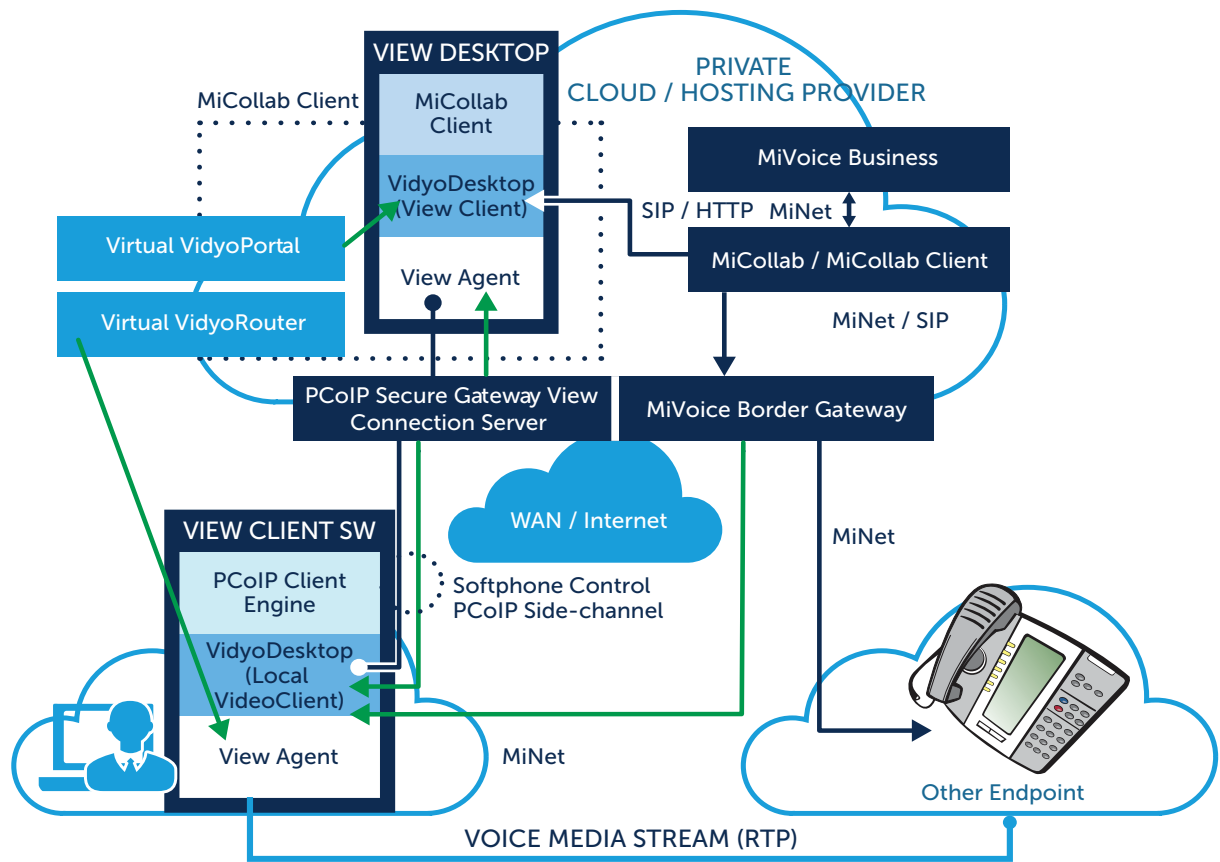 VIEW DESKTOP
PRIVATE
CLOUD / HOSTING PROVIDER
MiCollab Client
MiCollab
Client
MiVoice Business
VidyoDesktop
(View Client)
SIP / HTTP
MiNet
Virtual VidyoPortal
MiCollab / MiCollab Client
View Agent
Virtual VidyoRouter
MiNet / SIP
PCoIP Secure Gateway View
Connection Server
MiVoice Border Gateway
WAN / Internet
VIEW CLIENT SW
MiNet
PCoIP Client
Engine
Softphone Control
PCoIP Side-channel
VidyoDesktop
(Local
VideoClient)
View Agent
MiNet
Other Endpoint
VOICE MEDIA STREAM (RTP)